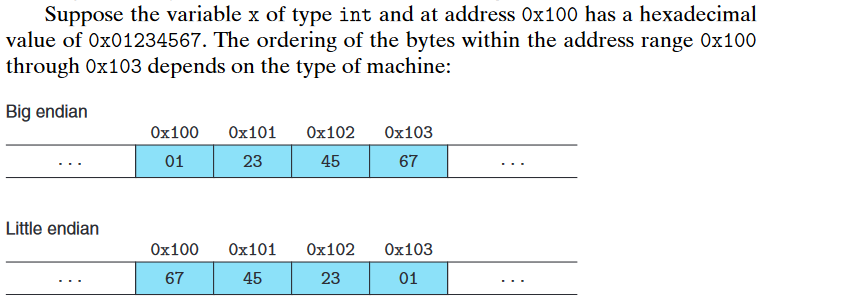 Suppose the variable x of type int and at address 0x100 has a hexadecimal
value of 0x01234567. The ordering of the bytes within the address range 0x100
through 0x103 depends on the type of machine:
Big endian
0x100 0x101 0x102 0x103
. . . 01 23 45 67 . . .
Little endian
0x100 0x101 0x102 0x103
. . . 67 45 23 01 . . .